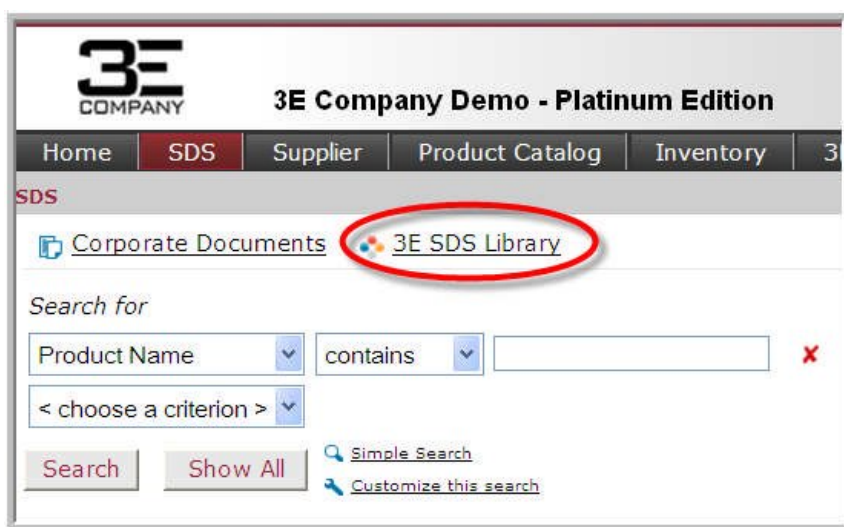 3E
COMPANY
3E Company Demo - Platinum Edition
Home SDS Supplier Product Catalog Inventory
SDS
Corporate Documents 3E SDS Library
Search for
Product Name contains
< choose a criterion >
Search Show All Simple Search
Customize this search